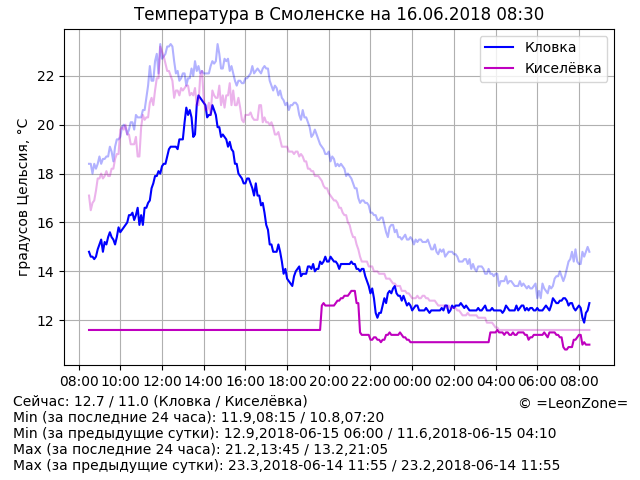 Температура в Смоленске на 16.06.2018 08:30
градусов Цельсия, °C
Кловка
Киселёвка
22
20
18
16
14
12
08:00 10:00 12:00 14:00 16:00 18:00 20:00 22:00 00:00 02:00 04:00 06:00 08:00
Сейчас: 12.7 / 11.0 (Кловка / Киселёвка)
© =LeonZone=
Min (за последние 24 часа): 11.9,08:15 / 10.8,07:20
Min (за предыдущие сутки): 12.9,2018-06-15 06:00 / 11.6,2018-06-15 04:10
Max (за последние 24 часа): 21.2,13:45 / 13.2,21:05
Max (за предыдущие сутки): 23.3,2018-06-14 11:55 / 23.2,2018-06-14 11:55